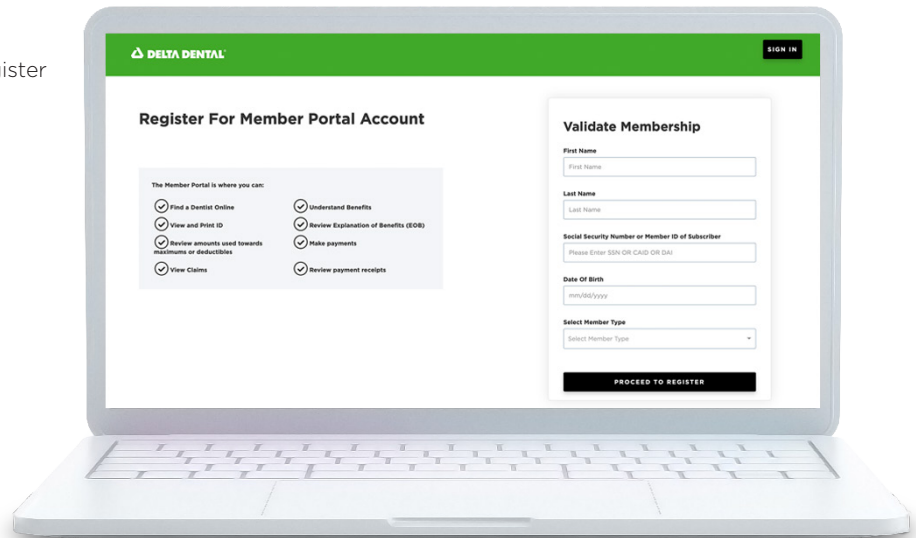 ister
DELTA DENTAL
SIGN IN
Register For Member Portal Account
The Member Portal is where you can:
Find a Dentist Online
Understand Benefits
View and Print ID
Review Explanation of Benefits (EOB)
Review amounts used towards
maximums or deductibles
Make payments
View Claims
Review payment receipts
Validate Membership
First Name
First Name
Last Name
Last Name
Social Security Number or Member ID of Subscriber
Please Enter SSN OR CAID OR DAI
Date Of Birth
mm/dd/yyyy
Select Member Type
Select Member Type
PROCEED TO REGISTER